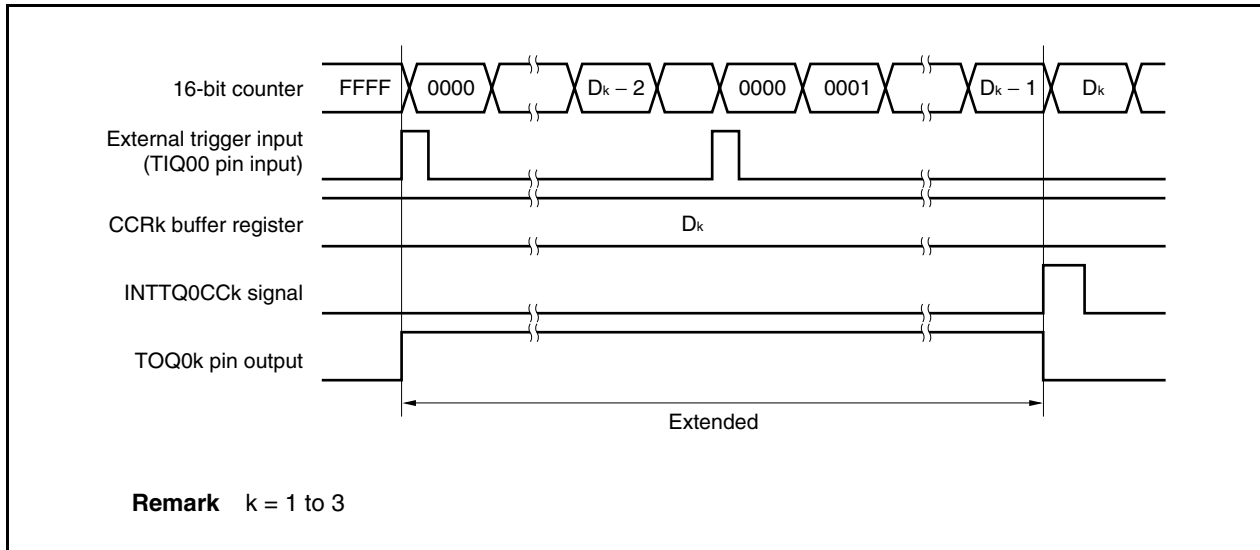 16-bit counter FFFF 0000 Dk − 2 0000 0001 Dk − 1 Dk
External trigger input
(TIQ00 pin input)
CCRk buffer register Dk
INTTQ0CCk signal
TOQ0k pin output
Extended
Remark k = 1 to 3